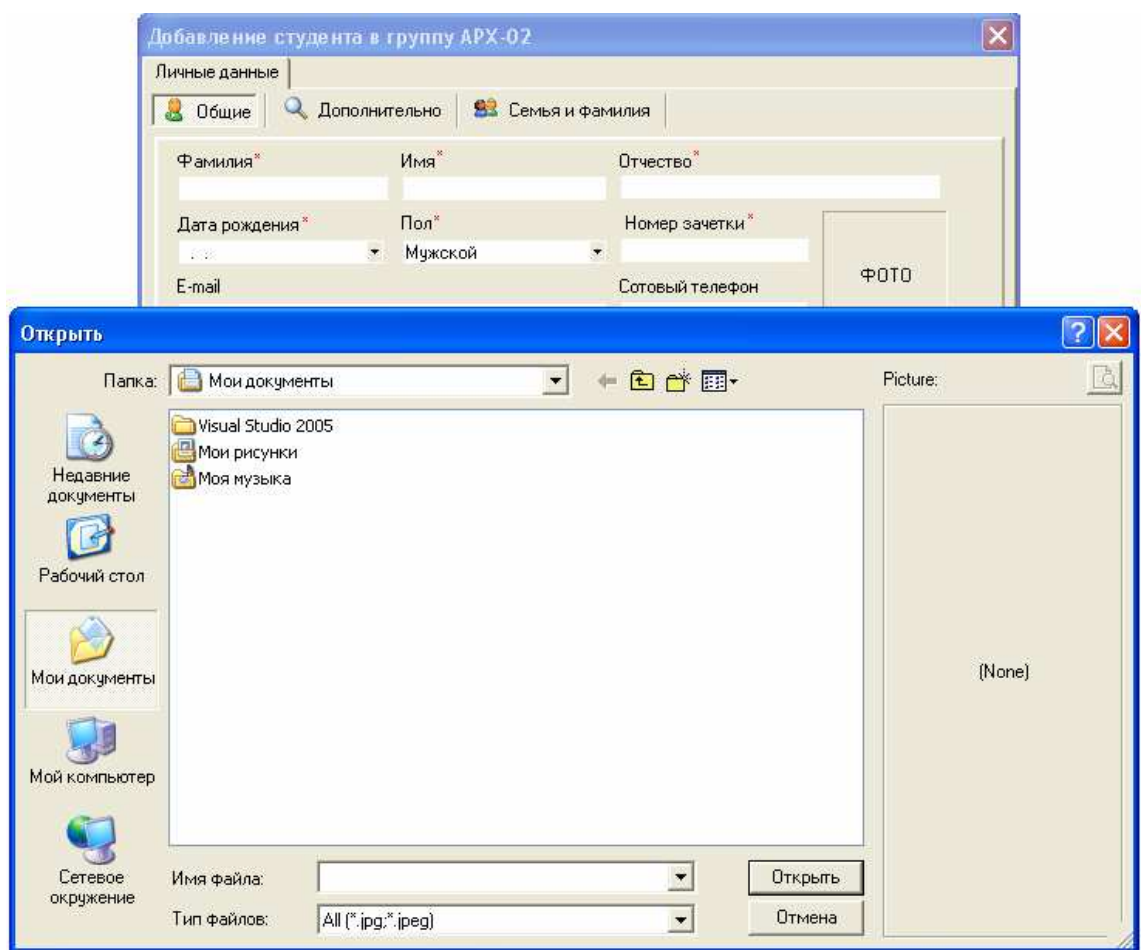 Добавление студента в группу АРХ-02
Личные данные
Общие Дополнительно Семья и фамилия
Фамилия* Имя* Отчество*
Дата рождения* Пол* Номер зачетки*
. . Мужской
ФОТО
E-mail Сотовый телефон
Открыть
Папка: Мои документы Picture:
Visual Studio 2005
Мои рисунки
Моя музыка
Недавние
документы
Рабочий стол
Мои документы
(None)
Мой компьютер
Сетевое
окружение
Имя файла: Открыть
Тип файлов: All (*.jpg;*.jpeg) Отмена